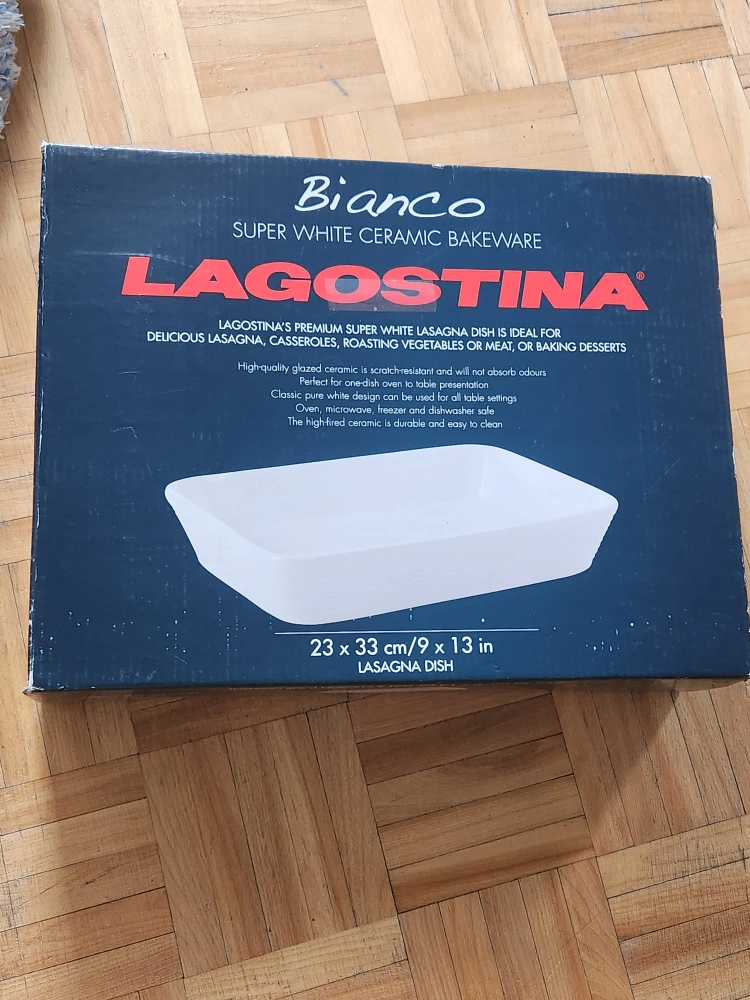 Bianco
SUPER WHITE CERAMIC BAKEWARE
LAGOSTINA®
LAGOSTINA'S PREMIUM SUPER WHITE LASAGNA DISH IS IDEAL FOR
DELICIOUS LASAGNA, CASSEROLES, ROASTING VEGETABLES OR MEAT, OR BAKING DESSERTS
High-quality glazed ceramic is scratch-resistant and will not absorb odours
Perfect for one-dish oven to table presentation
Classic pure white design can be used for all table settings
Oven, microwave, freezer and dishwasher safe
The high-fired ceramic is durable and easy to clean
23 x 33 cm/9 x 13 in
LASAGNA DISH